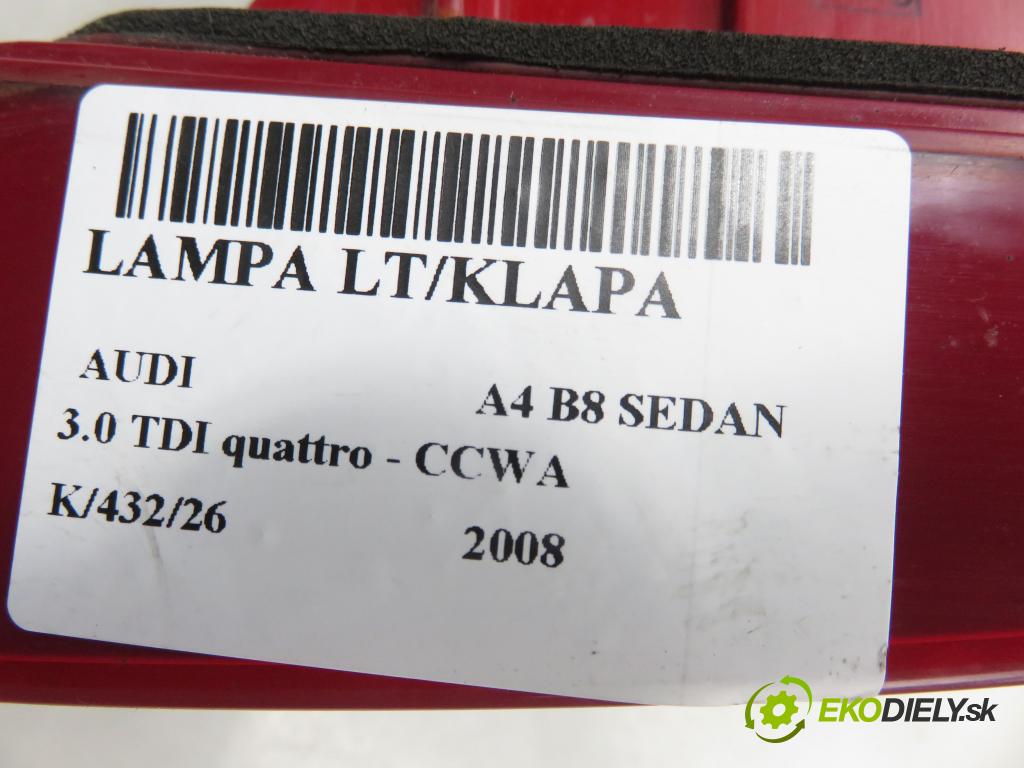 LAMPA LT/KLAPA
AUDI
A4 B8 SEDAN
3.0 TDI quattro - CCWA
K/432/26
2008
EKODIELY.sk